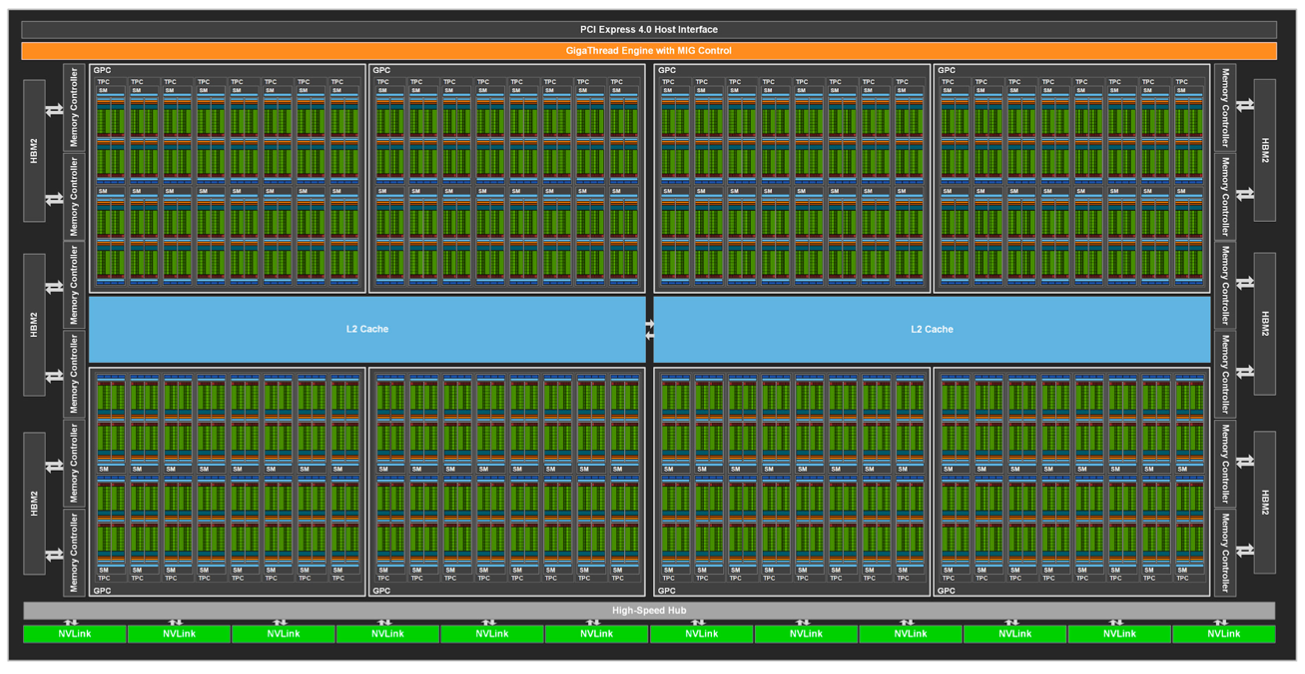 PCI Express 4.0 Host Interface
GigaThread Engine with MIG Control
GPC GPC GPC GPC
TPC TPC TPC TPC TPC TPC TPC TPC TPC TPC TPC TPC TPC TPC TPC TPC TPC TPC TPC TPC TPC TPC TPC TPC TPC TPC TPC TPC TPC TPC TPC TPC
SM SM SM SM SM SM SM SM SM SM SM SM SM SM SM SM SM SM SM SM SM SM SM SM SM SM SM SM SM SM SM SM
Memory Controller
Memory Controller
HBM2
HBM2
Memory Controller
Memory Controller
SM SM SM SM SM SM SM SM SM SM SM SM SM SM SM SM SM SM SM SM SM SM SM SM SM SM SM SM SM SM SM SM
Memory Controller
Memory Controller
HBM2
L2 Cache
L2 Cache
HBM2
Memory Controller
Memory Controller
Memory Controller
Memory Controller
SM SM SM SM SM SM SM SM SM SM SM SM SM SM SM SM SM SM SM SM SM SM SM SM SM SM SM SM SM SM SM SM
HBM2
HBM2
Memory Controller
Memory Controller
SM SM SM SM SM SM SM SM SM SM SM SM SM SM SM SM SM SM SM SM SM SM SM SM SM SM SM SM SM SM SM SM
TPC TPC TPC TPC TPC TPC TPC TPC TPC TPC TPC TPC TPC TPC TPC TPC TPC TPC TPC TPC TPC TPC TPC TPC TPC TPC TPC TPC TPC TPC TPC TPC
GPC GPC GPC GPC
High-Speed Hub
NVLink NVLink NVLink NVLink NVLink NVLink NVLink NVLink NVLink NVLink NVLink NVLink